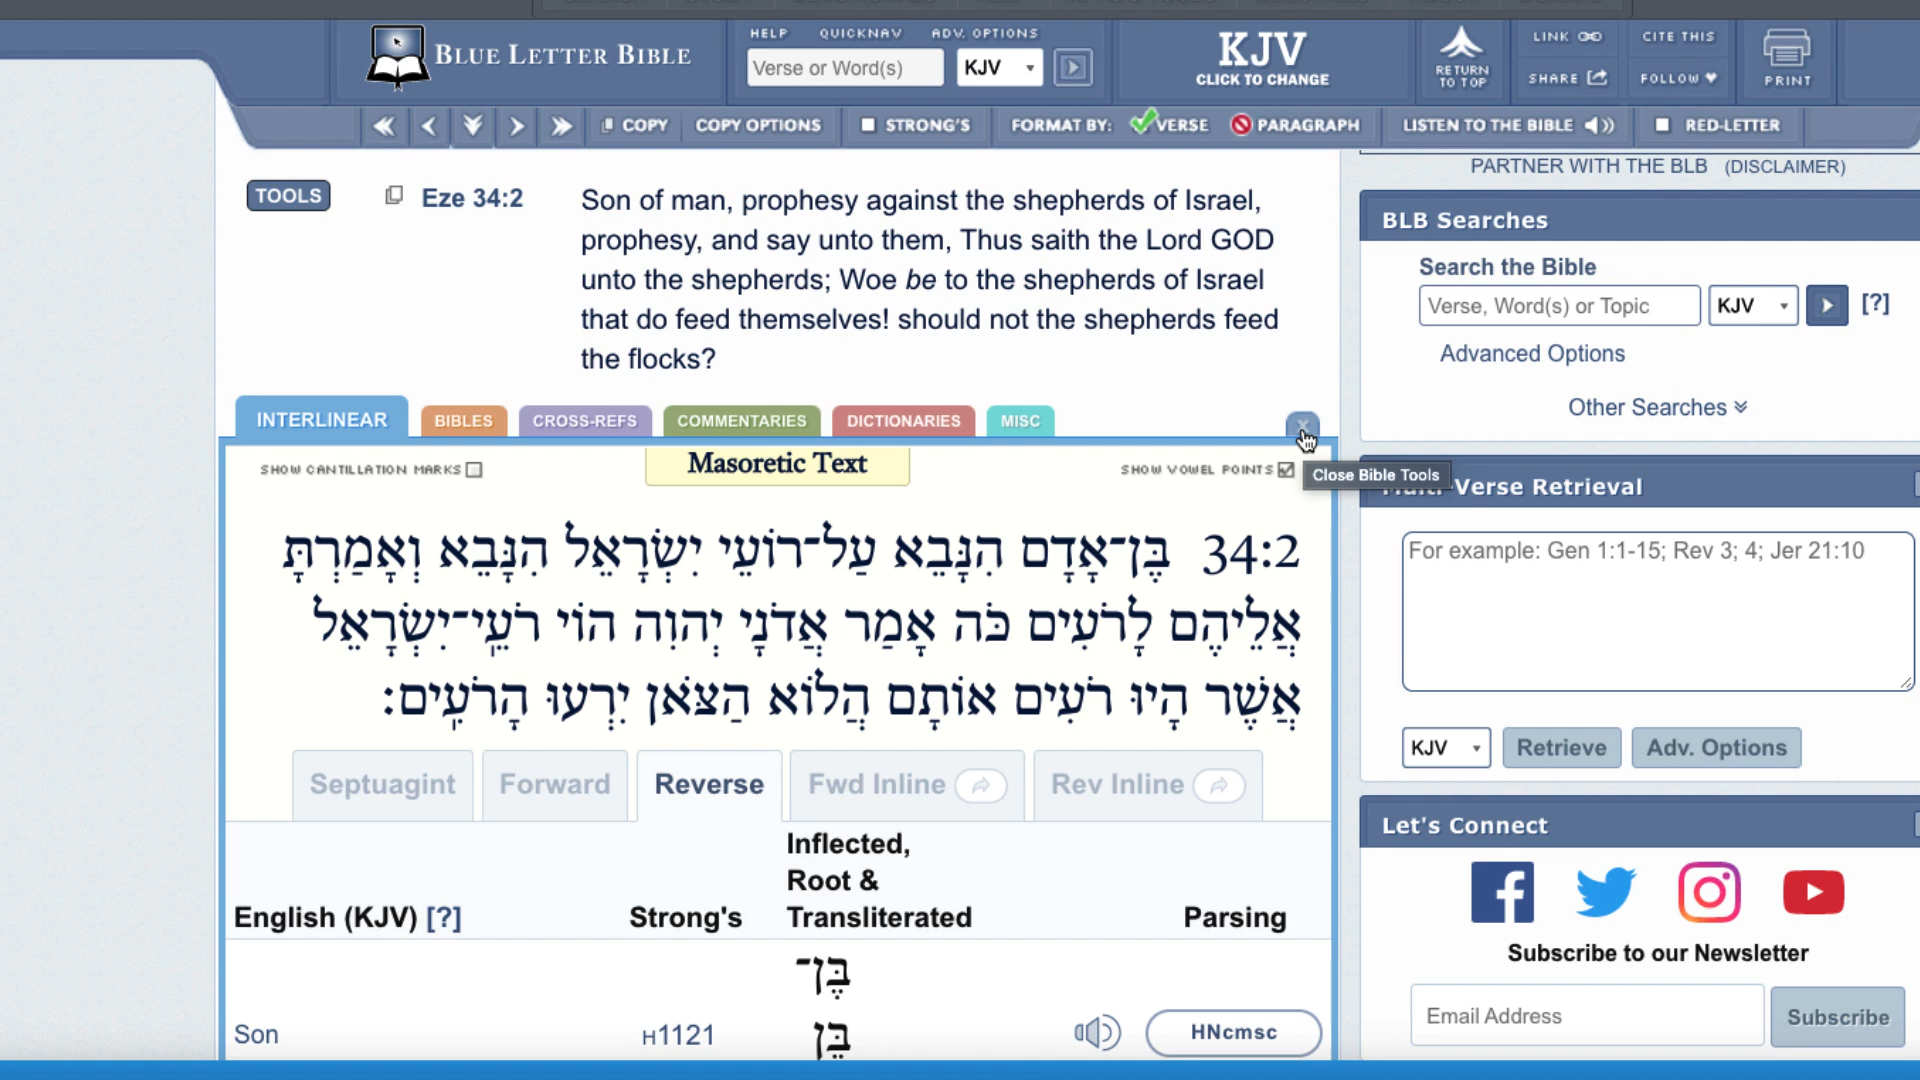 BLUE LETTER BIBLE
HELP QUICKNAV ADV. OPTIONS
Verse or Word(s)
KJV
KJV
CLICK TO CHANGE
RETURN
TO TOP
LINK
SHARE
CITE THIS
FOLLOW
PRINT
COPY
COPY OPTIONS
STRONG'S
FORMAT BY:
VERSE
PARAGRAPH
LISTEN TO THE BIBLE
RED-LETTER
TOOLS
Eze 34:2
Son of man, prophesy against the shepherds of Israel,
prophesy, and say unto them, Thus saith the Lord GOD
unto the shepherds; Woe be to the shepherds of Israel
that do feed themselves! should not the shepherds feed
the flocks?
INTERLINEAR
BIBLES
CROSS-REFS
COMMENTARIES
DICTIONARIES
MISC
SHOW CANTILLATION MARKS
Masoretic Text
SHOW VOWEL POINTS
Close Bible Tools
34:2 בֶּן־אָדָם הִנָּבֵא עַל־רוֹעֵי יִשְׂרָאֵל הִנָּבֵא וְאָמַרְתָּ
אֲלֵיהֶם לָרֹעִים כֹּה אָמַר אֲדֹנָי יְהוִה הוֹי רֹעֵי־יִשְׂרָאֵל
אֲשֶׁר הָיוּ רֹעִים אוֹתָם הֲלוֹא הַצֹּאן יִרְעוּ הָרֹעִים׃
Septuagint
Forward
Reverse
Fwd Inline
Rev Inline
English (KJV) [?]
Strong's
Inflected,
Root &
Transliterated
Parsing
בֶּן־
Son
H1121
בֵּן
HNcmsc
PARTNER WITH THE BLB (DISCLAIMER)
BLB Searches
Search the Bible
Verse, Word(s) or Topic
KJV
[?]
Advanced Options
Other Searches
Verse Retrieval
For example: Gen 1:1-15; Rev 3; 4; Jer 21:10
KJV
Retrieve
Adv. Options
Let's Connect
Subscribe to our Newsletter
Email Address
Subscribe